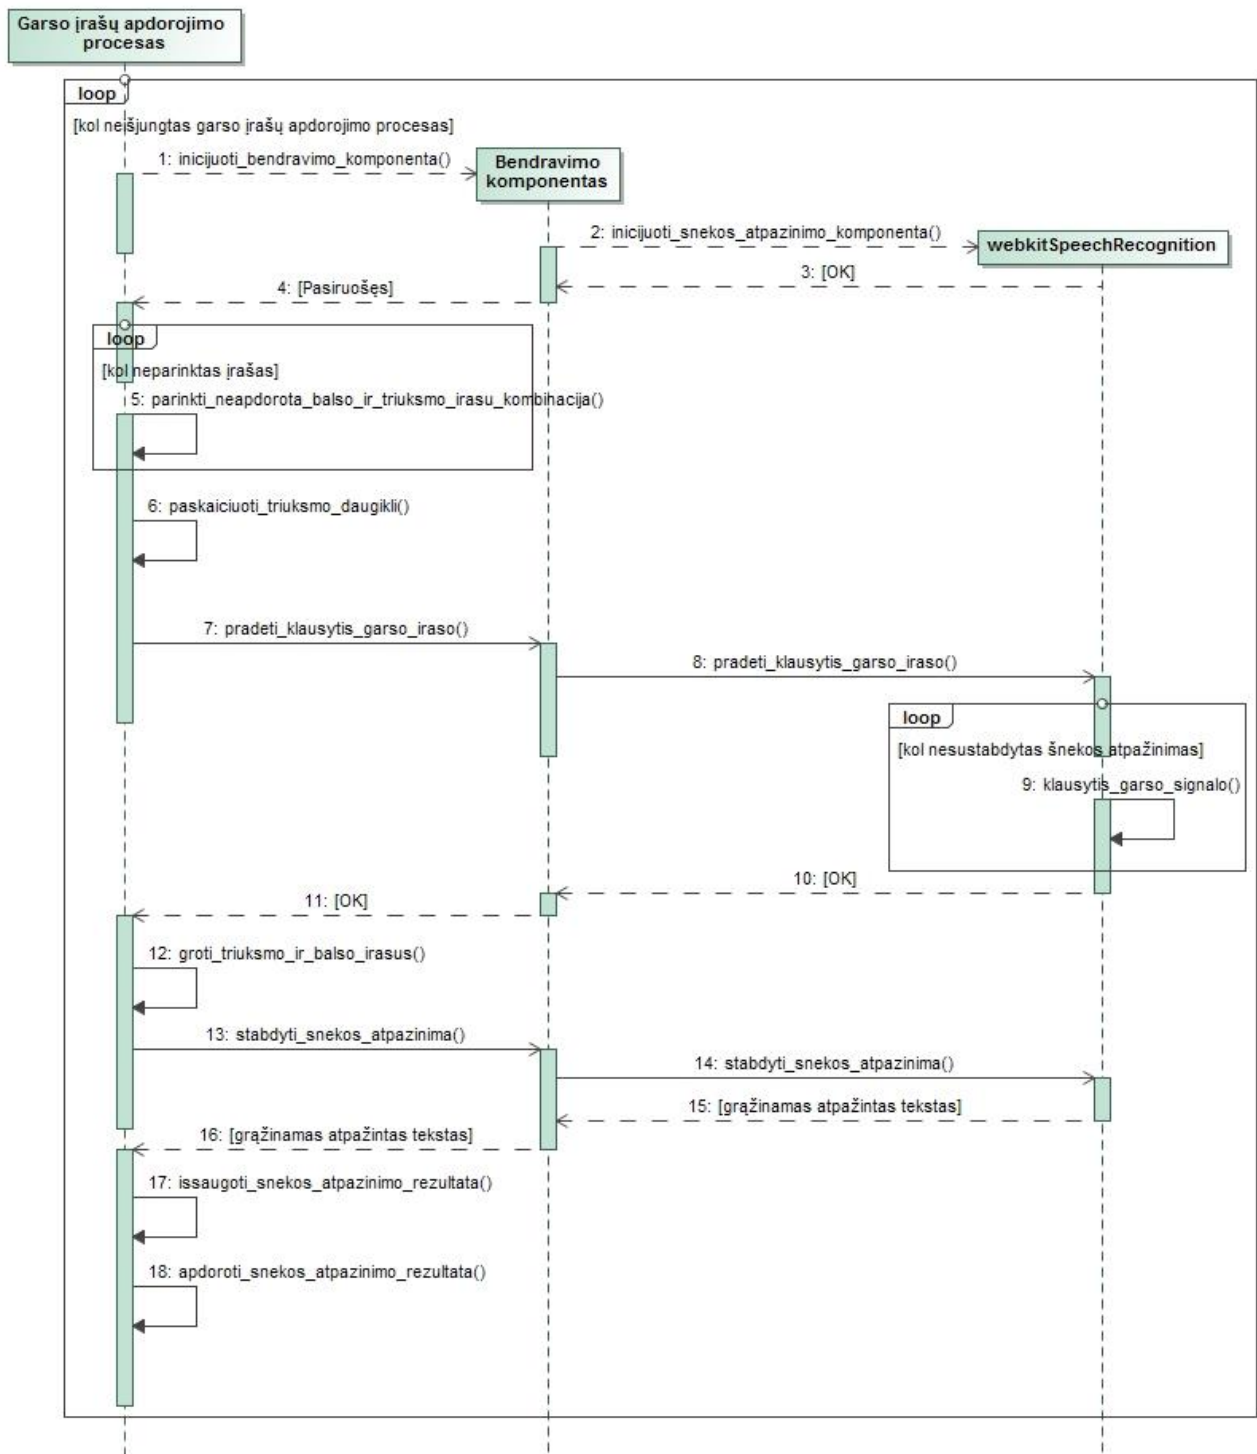 Garso įrašų apdorojimo
procesas
loop
[kol neišjungtas garso įrašų apdorojimo procesas]
1: inicijuoti_bendravimo_komponenta()
Bendravimo
komponentas
2: inicijuoti_snekos_atpazinimo_komponenta()
webkitSpeechRecognition
3: [OK]
4: [Pasiruošęs]
loop
[kol neparinktas įrašas]
5: parinkti_neapdorota_balso_ir_triuksmo_irasu_kombinacija()
6: paskaiciuoti_triuksmo_daugikli()
7: pradeti_klausytis_garso_iraso()
8: pradeti_klausytis_garso_iraso()
loop
[kol nesustabdytas šnekos atpažinimas]
9: klausytis_garso_signalo()
10: [OK]
11: [OK]
12: groti_triuksmo_ir_balso_irasus()
13: stabdyti_snekos_atpazinima()
14: stabdyti_snekos_atpazinima()
15: [grąžinamas atpažintas tekstas]
16: [grąžinamas atpažintas tekstas]
17: issaugoti_snekos_atpazinimo_rezultata()
18: apdoroti_snekos_atpazinimo_rezultata()